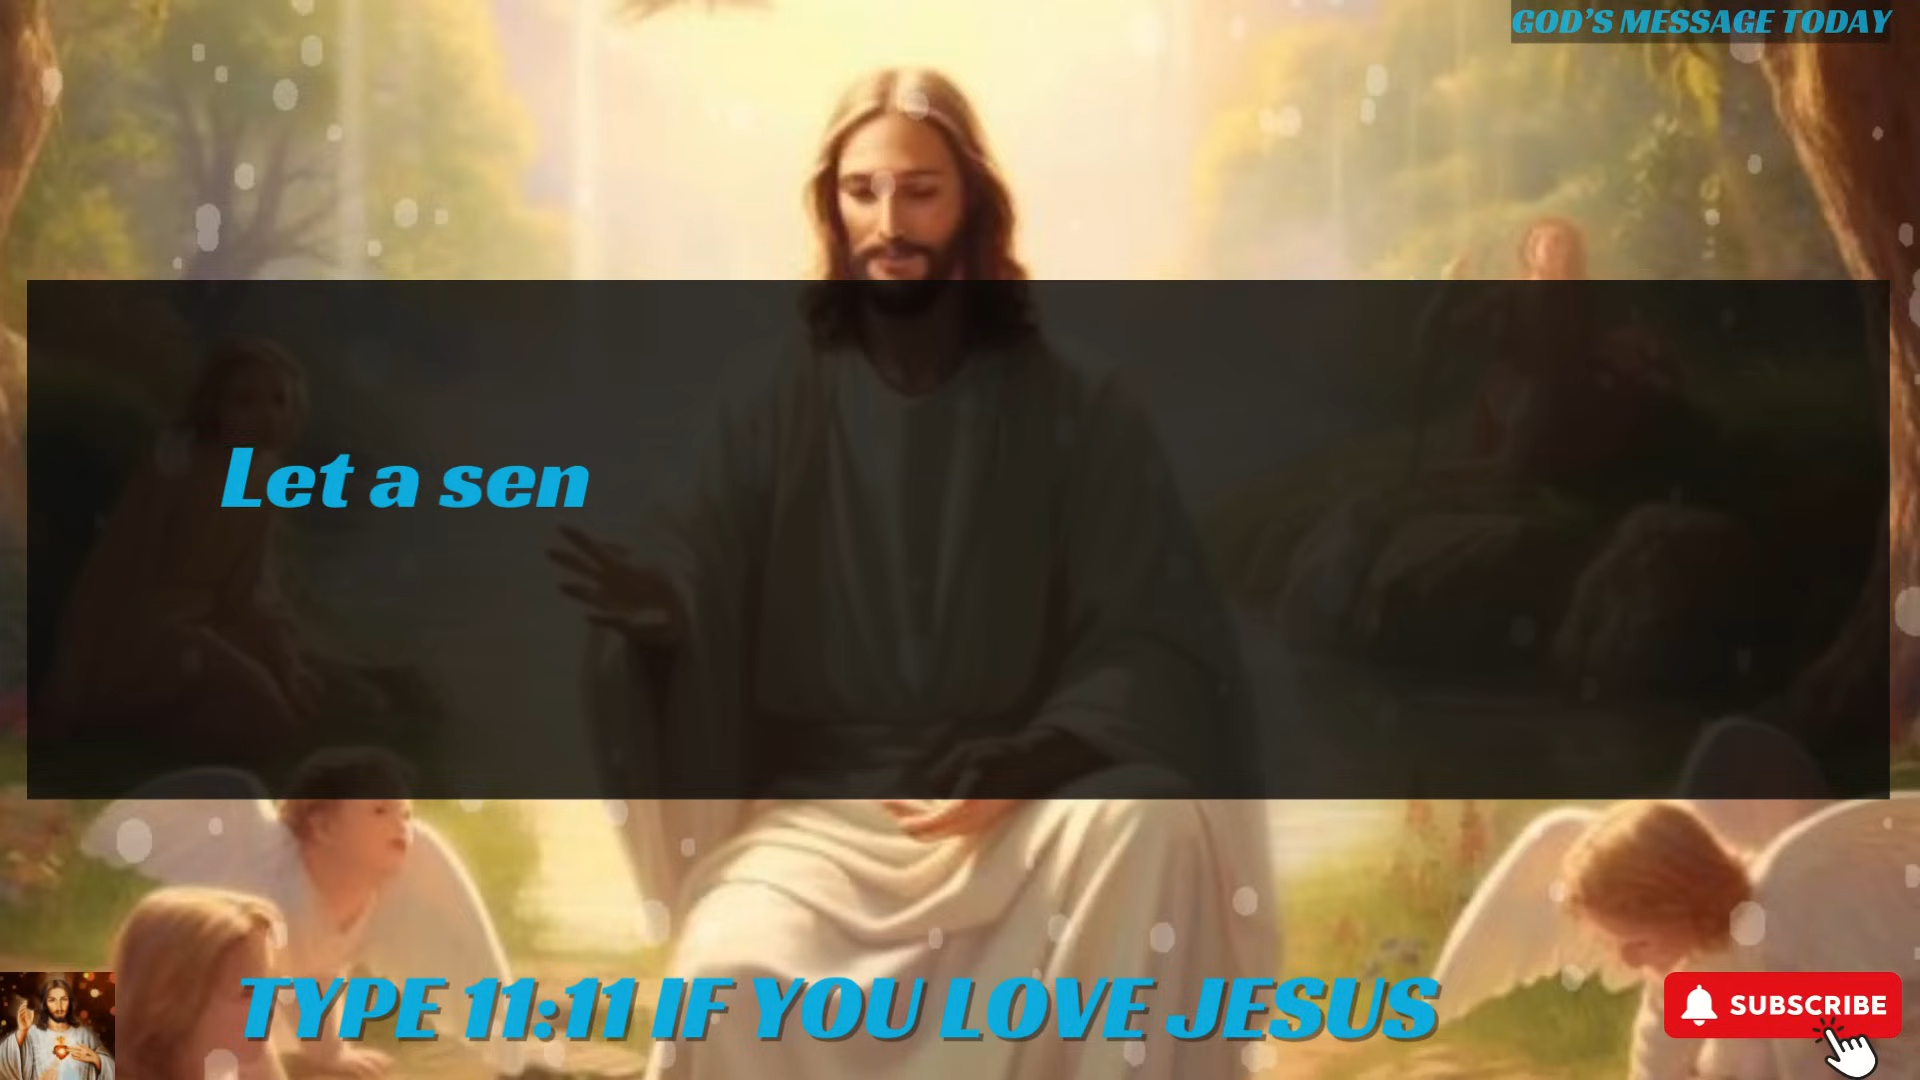 GOD'S MESSAGE TODAY
Let a sen
TYPE 11:11 IF YOU LOVE JESUS
SUBSCRIBE